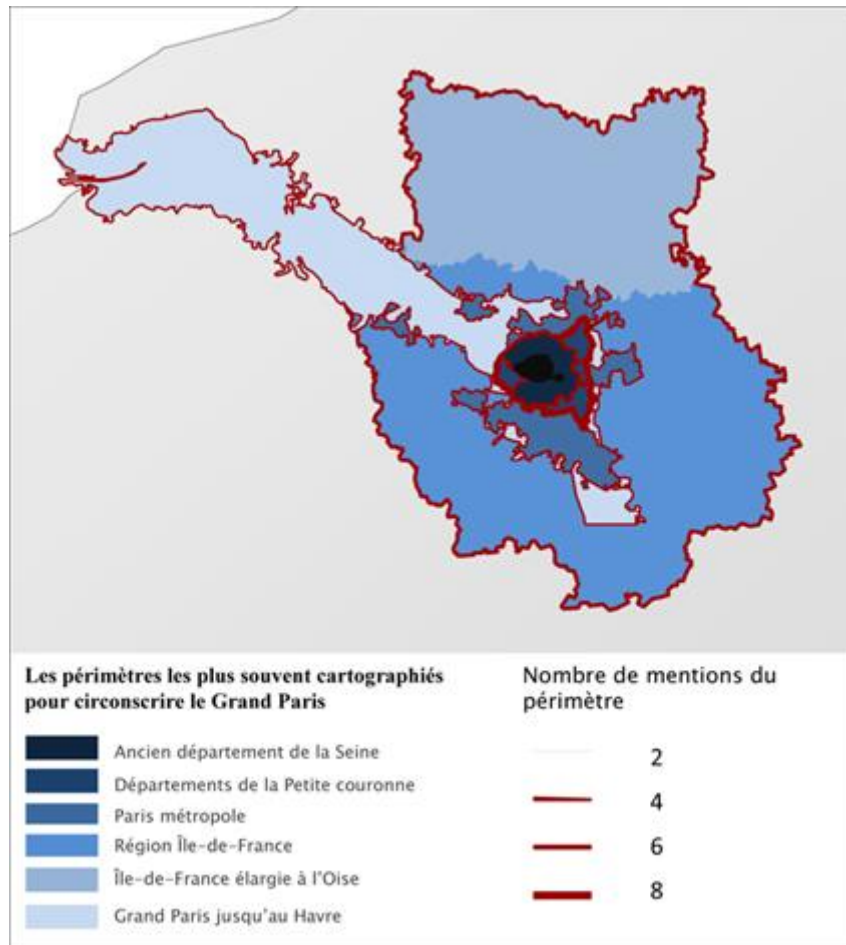 Les périmètres les plus souvent cartographiés
pour circonscrire le Grand Paris
Ancien département de la Seine
Départements de la Petite couronne
Paris métropole
Région Île-de-France
Île-de-France élargie à l'Oise
Grand Paris jusqu'au Havre
Nombre de mentions du
périmètre
2
4
6
8